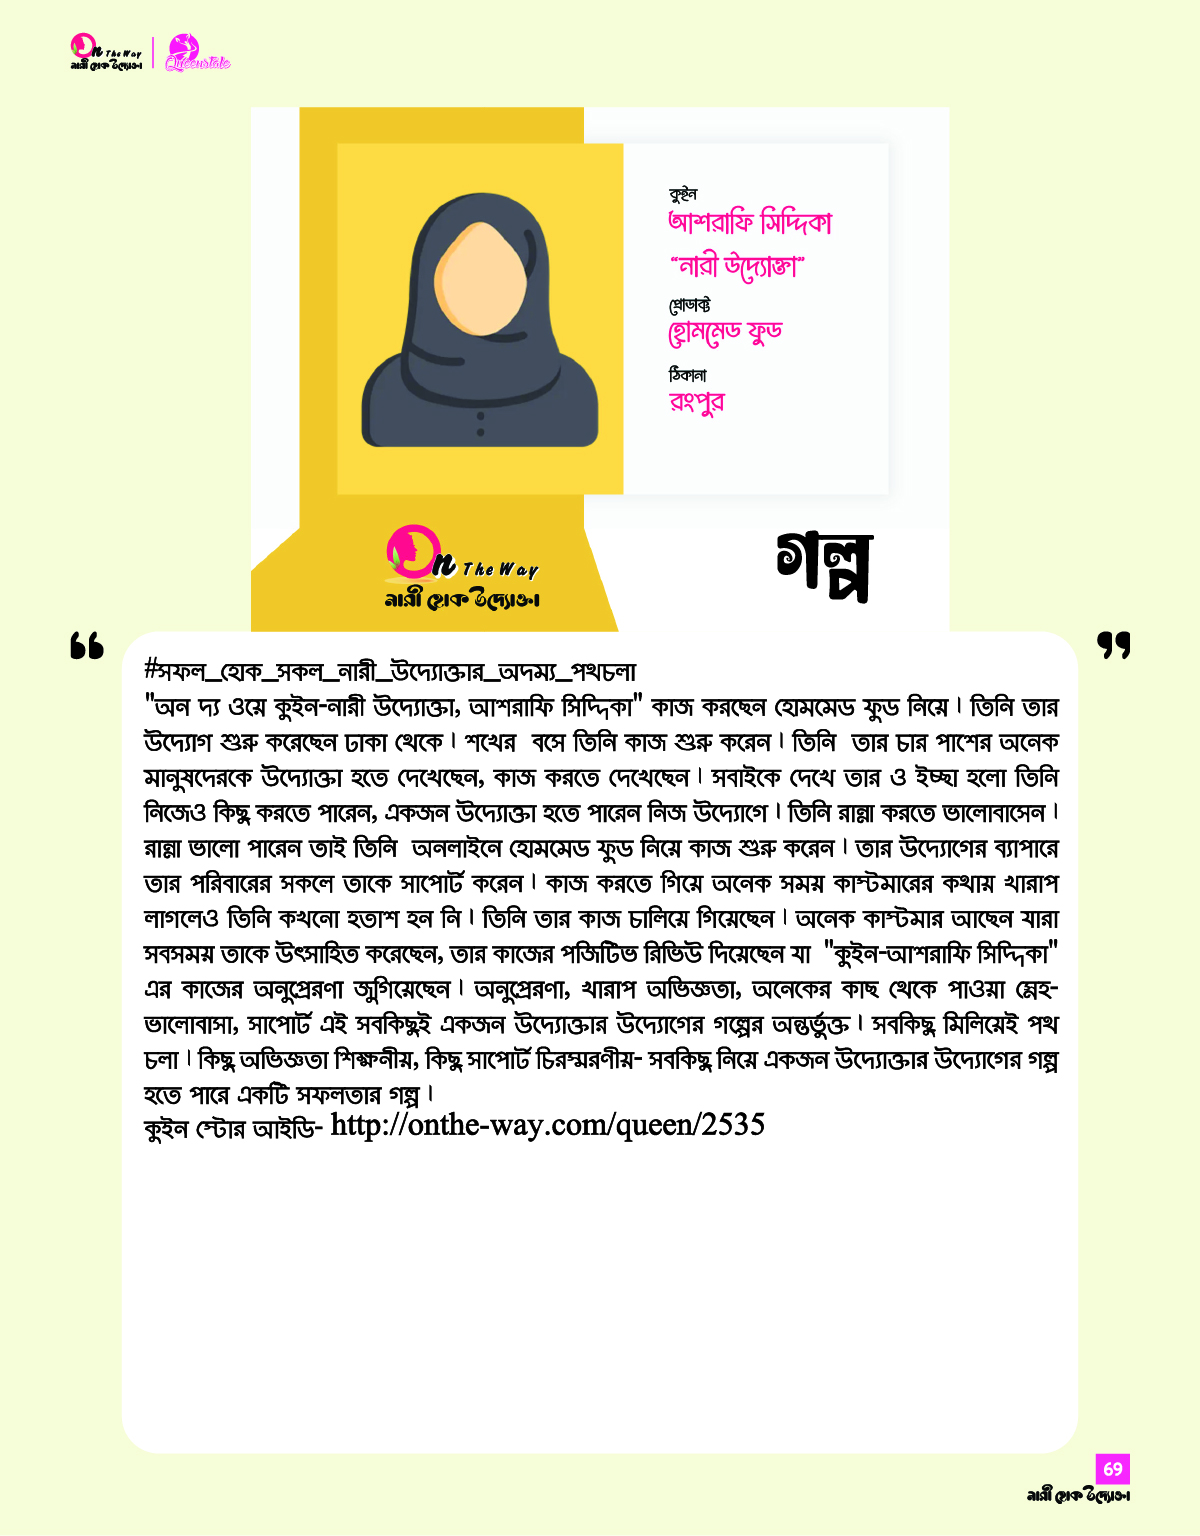 On The Way
নারী হোক উদ্যোক্তা
Queenstale
কুইন
আশরাফি সিদ্দিকা
“নারী উদ্যোক্তা”
প্রোডাক্ট
হোমমেড ফুড
ঠিকানা
রংপুর
On The Way
নারী হোক উদ্যোক্তা
গল্প
#সফল_হোক_সকল_নারী_উদ্যোক্তার_অদম্য_পথচলা
"অন দ্য ওয়ে কুইন-নারী উদ্যোক্তা, আশরাফি সিদ্দিকা" কাজ করছেন হোমমেড ফুড নিয়ে। তিনি তার
উদ্যোগ শুরু করেছেন ঢাকা থেকে। শখের বসে তিনি কাজ শুরু করেন। তিনি তার চার পাশের অনেক
মানুষদেরকে উদ্যোক্তা হতে দেখেছেন, কাজ করতে দেখেছেন। সবাইকে দেখে তার ও ইচ্ছা হলো তিনি
নিজেও কিছু করতে পারেন, একজন উদ্যোক্তা হতে পারেন নিজ উদ্যোগে। তিনি রান্না করতে ভালোবাসেন।
রান্না ভালো পারেন তাই তিনি অনলাইনে হোমমেড ফুড নিয়ে কাজ শুরু করেন। তার উদ্যোগের ব্যাপারে
তার পরিবারের সকলে তাকে সাপোর্ট করেন। কাজ করতে গিয়ে অনেক সময় কাস্টমারের কথায় খারাপ
লাগলেও তিনি কখনো হতাশ হন নি। তিনি তার কাজ চালিয়ে গিয়েছেন। অনেক কাস্টমার আছেন যারা
সবসময় তাকে উৎসাহিত করেছেন, তার কাজের পজিটিভ রিভিউ দিয়েছেন যা "কুইন-আশরাফি সিদ্দিকা"
এর কাজের অনুপ্রেরণা জুগিয়েছেন। অনুপ্রেরণা, খারাপ অভিজ্ঞতা, অনেকের কাছ থেকে পাওয়া স্নেহ-
ভালোবাসা, সাপোর্ট এই সবকিছুই একজন উদ্যোক্তার উদ্যোগের গল্পের অন্তর্ভুক্ত। সবকিছু মিলিয়েই পথ
চলা। কিছু অভিজ্ঞতা শিক্ষনীয়, কিছু সাপোর্ট চিরস্মরণীয়- সবকিছু নিয়ে একজন উদ্যোক্তার উদ্যোগের গল্প
হতে পারে একটি সফলতার গল্প।
কুইন স্টোর আইডি- http://onthe-way.com/queen/2535
69
নারী হোক উদ্যোক্তা